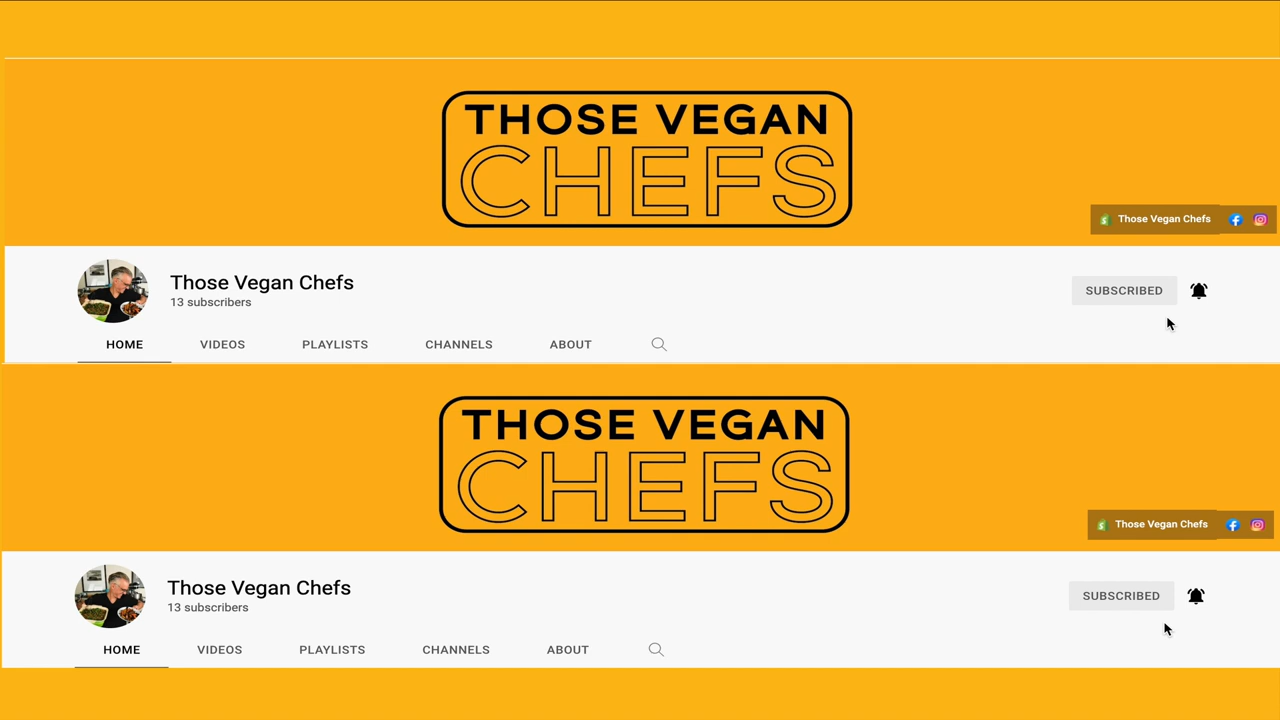 THOSE VEGAN
CHEFS
Those Vegan Chefs
Those Vegan Chefs
13 subscribers
SUBSCRIBED
HOME VIDEOS PLAYLISTS CHANNELS ABOUT
THOSE VEGAN
CHEFS
Those Vegan Chefs
Those Vegan Chefs
13 subscribers
SUBSCRIBED
HOME VIDEOS PLAYLISTS CHANNELS ABOUT